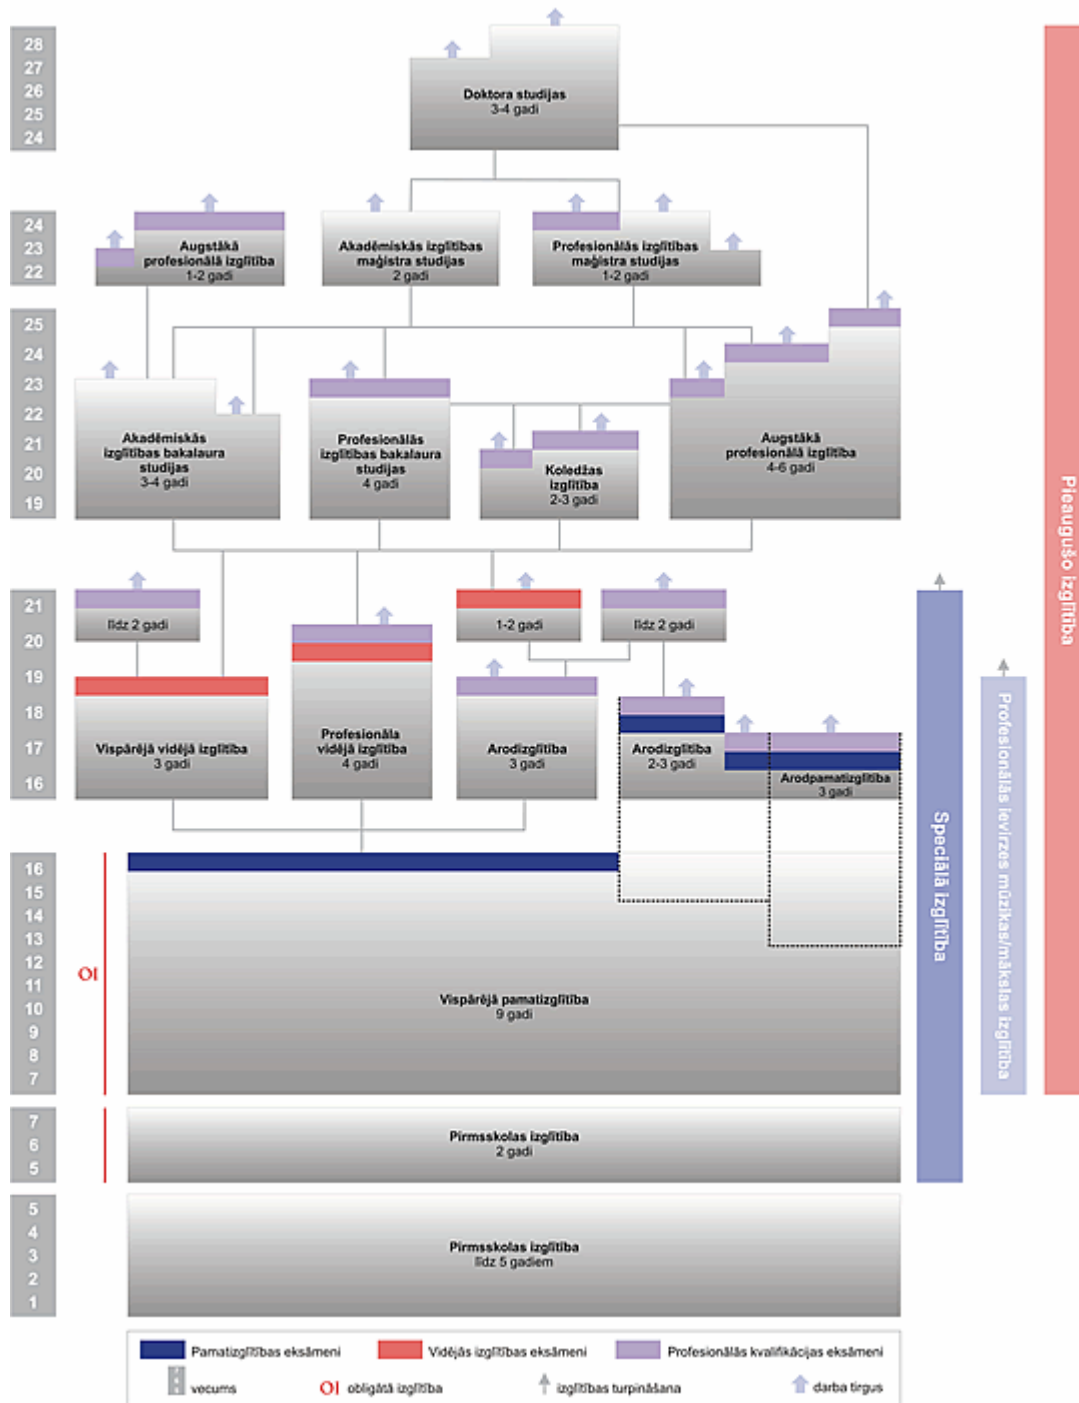 28
27
26
25
24
Doktora studijas
3-4 gadi
24
23
22
Augstākā
profesionālā izglītība
1-2 gadi
Akadēmiskās izglītības
maģistra studijas
2 gadi
Profesionālās izglītības
maģistra studijas
1-2 gadi
25
24
23
22
21
20
19
Akadēmiskās
izglītības bakalaura
studijas
3-4 gadi
Profesionālās
izglītības bakalaura
studijas
4 gadi
Koledžas
izglītība
2-3 gadi
Augstākā
profesionālā izglītība
4-6 gadi
21
20
19
18
17
16
līdz 2 gadi
1-2 gadi
līdz 2 gadi
Vispārējā vidējā izglītība
3 gadi
Profesionāla
vidējā izglītība
4 gadi
Arodizglītība
3 gadi
Arodizglītība
2-3 gadi
Arodpamatizglītība
3 gadi
16
15
14
13
12
11
10
9
8
7
OI
Vispārējā pamatizglītība
9 gadi
7
6
5
Pirmsskolas izglītība
2 gadi
5
4
3
2
1
Pirmsskolas izglītība
līdz 5 gadiem
Speciālā izglītība
Profesionālās ievirzes mūzikas/mākslas izglītība
Pieaugušo izglītība
Pamatizglītības eksāmeni
Vidējās izglītības eksāmeni
Profesionālās kvalifikācijas eksāmeni
vecums
OI obligātā izglītība
izglītības turpināšana
darba tirgus